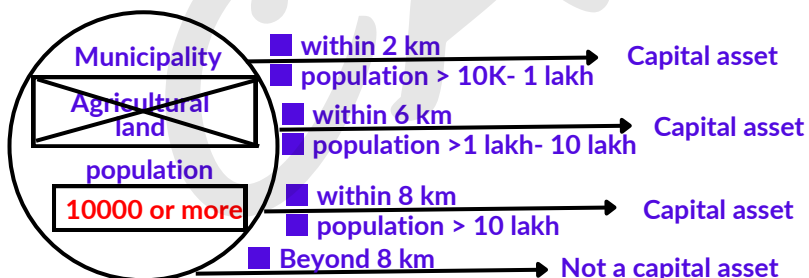 Municipality
Agricultural
land
population
10000 or more
within 2 km
population > 10K- 1 lakh
Capital asset
within 6 km
population >1 lakh- 10 lakh
Capital asset
within 8 km
population > 10 lakh
Capital asset
Beyond 8 km
Not a capital asset